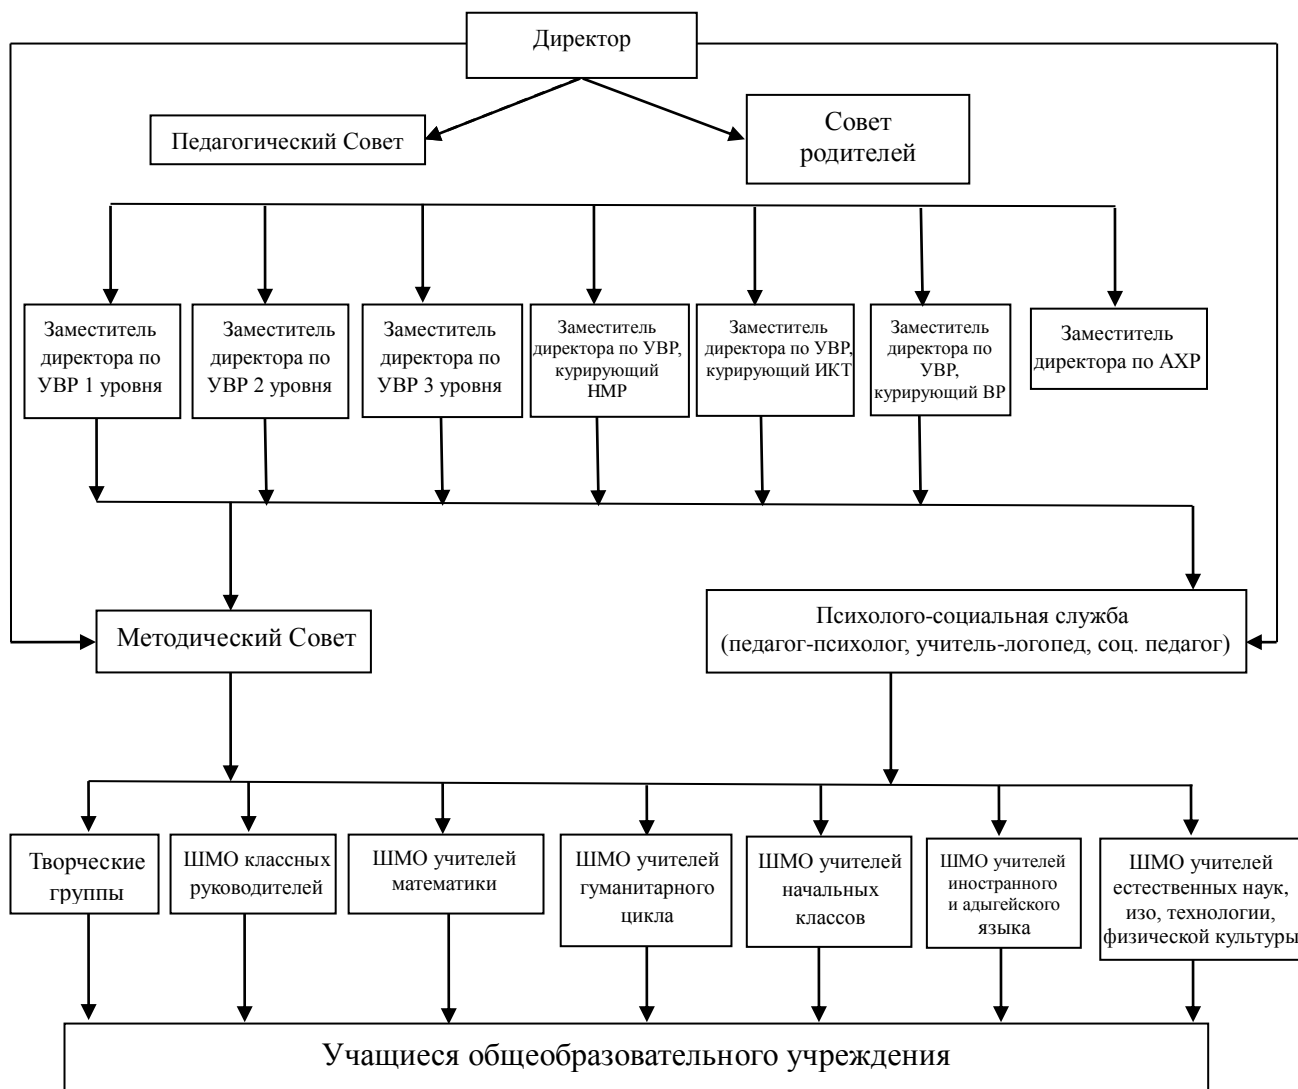 Директор
Педагогический Совет
Совет
родителей
Заместитель
директора по
УВР 1 уровня
Заместитель
директора по
УВР 2 уровня
Заместитель
директора по
УВР 3 уровня
Заместитель
директора по УВР,
курирующий
НМР
Заместитель
директора по УВР,
курирующий ИКТ
Заместитель
директора по
УВР,
курирующий ВР
Заместитель
директора по АХР
Методический Совет
Психолого-социальная служба
(педагог-психолог, учитель-логопед, соц. педагог)
Творческие
группы
ШМО классных
руководителей
ШМО учителей
математики
ШМО учителей
гуманитарного
цикла
ШМО учителей
начальных
классов
ШМО учителей
иностранного
и адыгейского
языка
ШМО учителей
естественных наук,
изо, технологии,
физической культуры
Учащиеся общеобразовательного учреждения